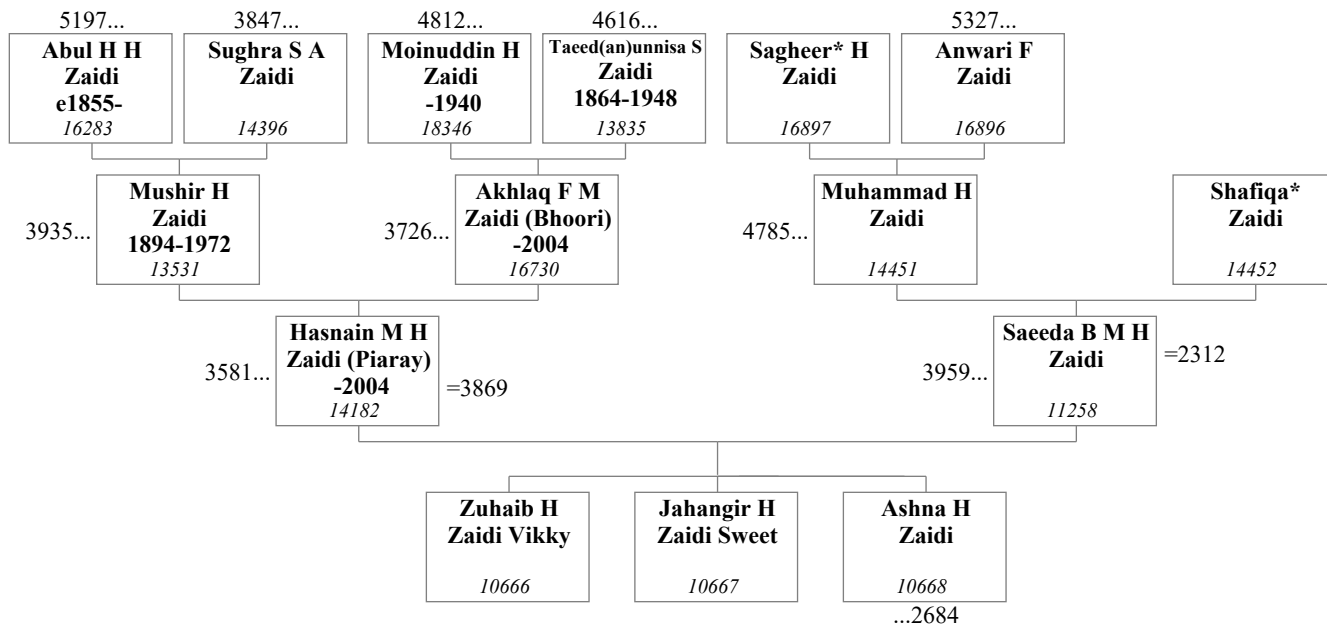 5197...
3847...
4812...
4616...
5327...
Abul H H
Zaidi
e1855-
16283
Sughra S A
Zaidi
14396
Moinuddin H
Zaidi
-1940
18346
Taeed(an)unnisa S
Zaidi
1864-1948
13835
Sagheer* H
Zaidi
16897
Anwari F
Zaidi
16896
3935...
Mushir H
Zaidi
1894-1972
13531
3726...
Akhlaq F M
Zaidi (Bhoori)
-2004
16730
4785...
Muhammad H
Zaidi
14451
Shafiqa*
Zaidi
14452
3581...
Hasnain M H
Zaidi (Piaray)
-2004
14182
=3869
3959...
Saeeda B M H
Zaidi
11258
=2312
Zuhaib H
Zaidi Vikky
10666
Jahangir H
Zaidi Sweet
10667
Ashna H
Zaidi
10668
...2684